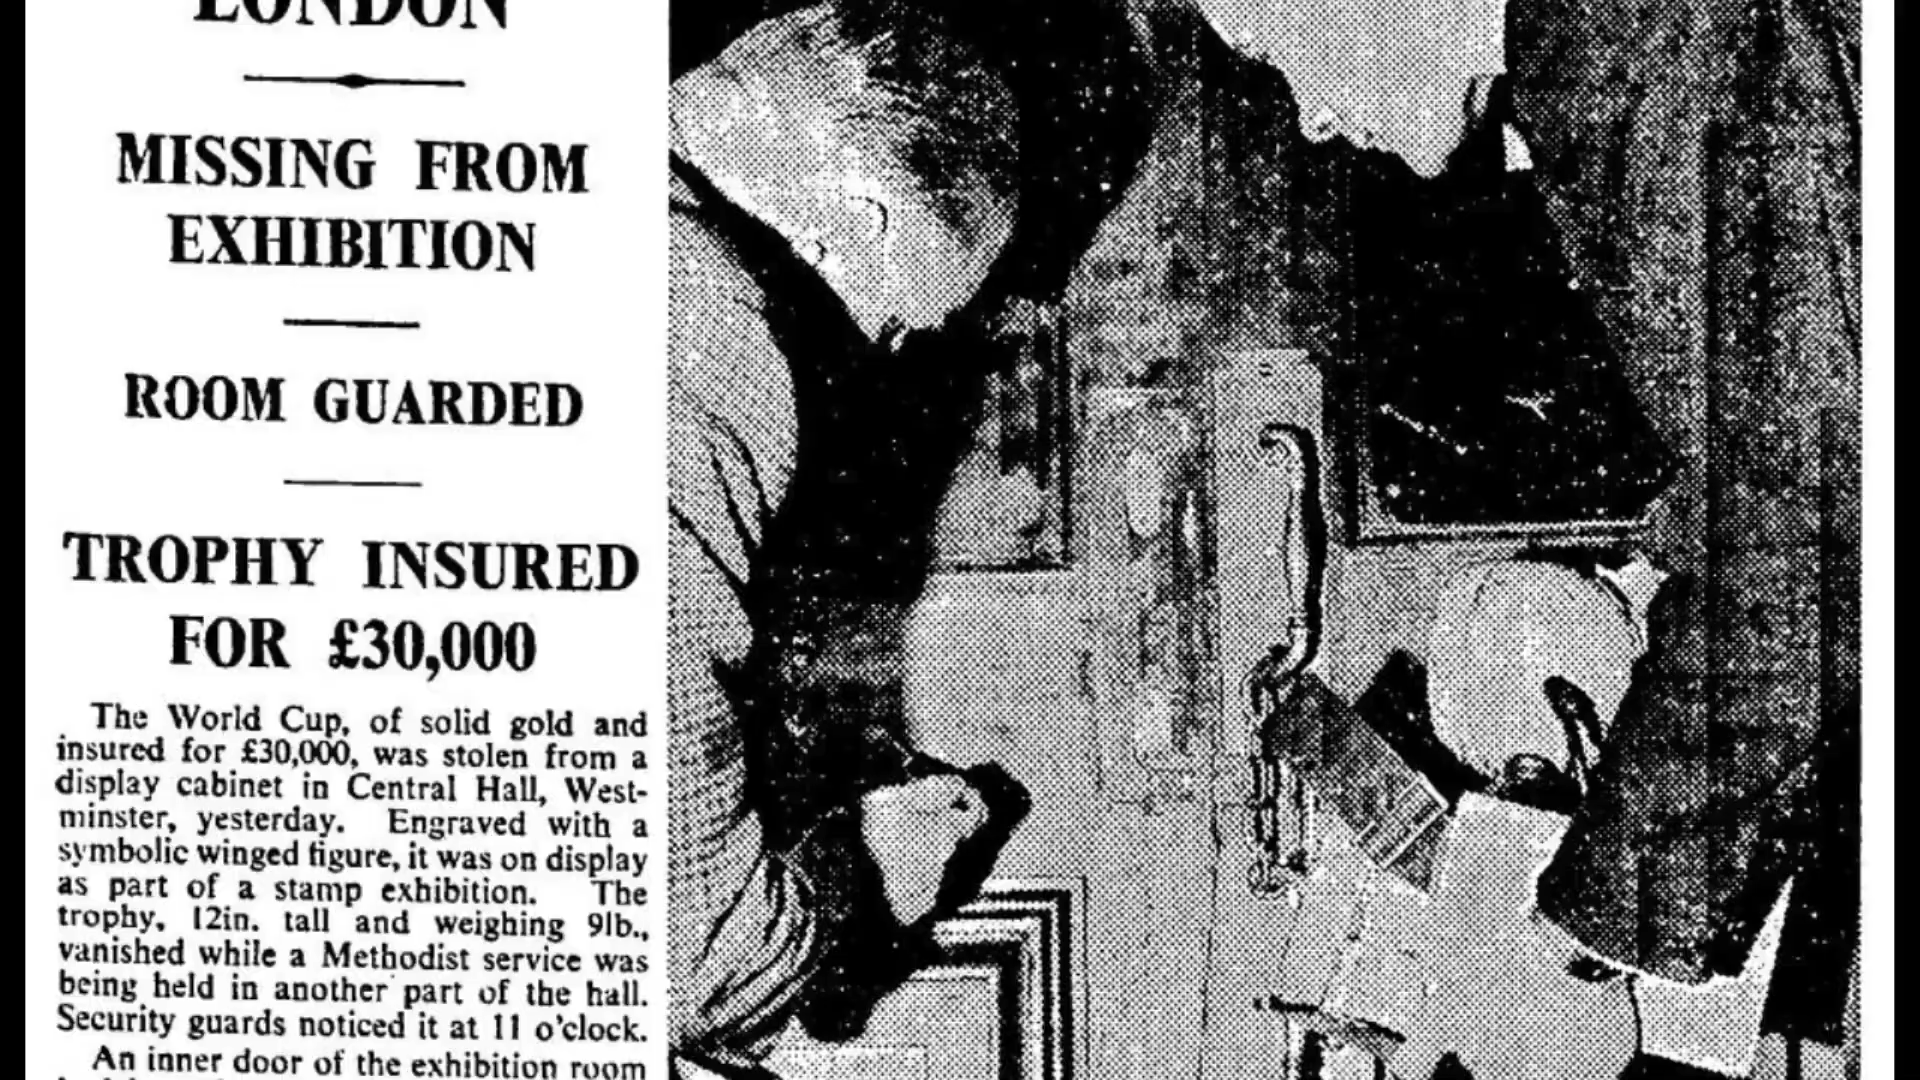 LONDON
MISSING FROM
EXHIBITION
ROOM GUARDED
TROPHY INSURED
FOR £30,000
The World Cup, of solid gold and
insured for £30,000, was stolen from a
display cabinet in Central Hall, West-
minster, yesterday. Engraved with a
symbolic winged figure, it was on display
as part of a stamp exhibition. The
trophy, 12in. tall and weighing 9lb.,
vanished while a Methodist service was
being held in another part of the hall.
Security guards noticed it at 11 o'clock.
An inner door of the exhibition room